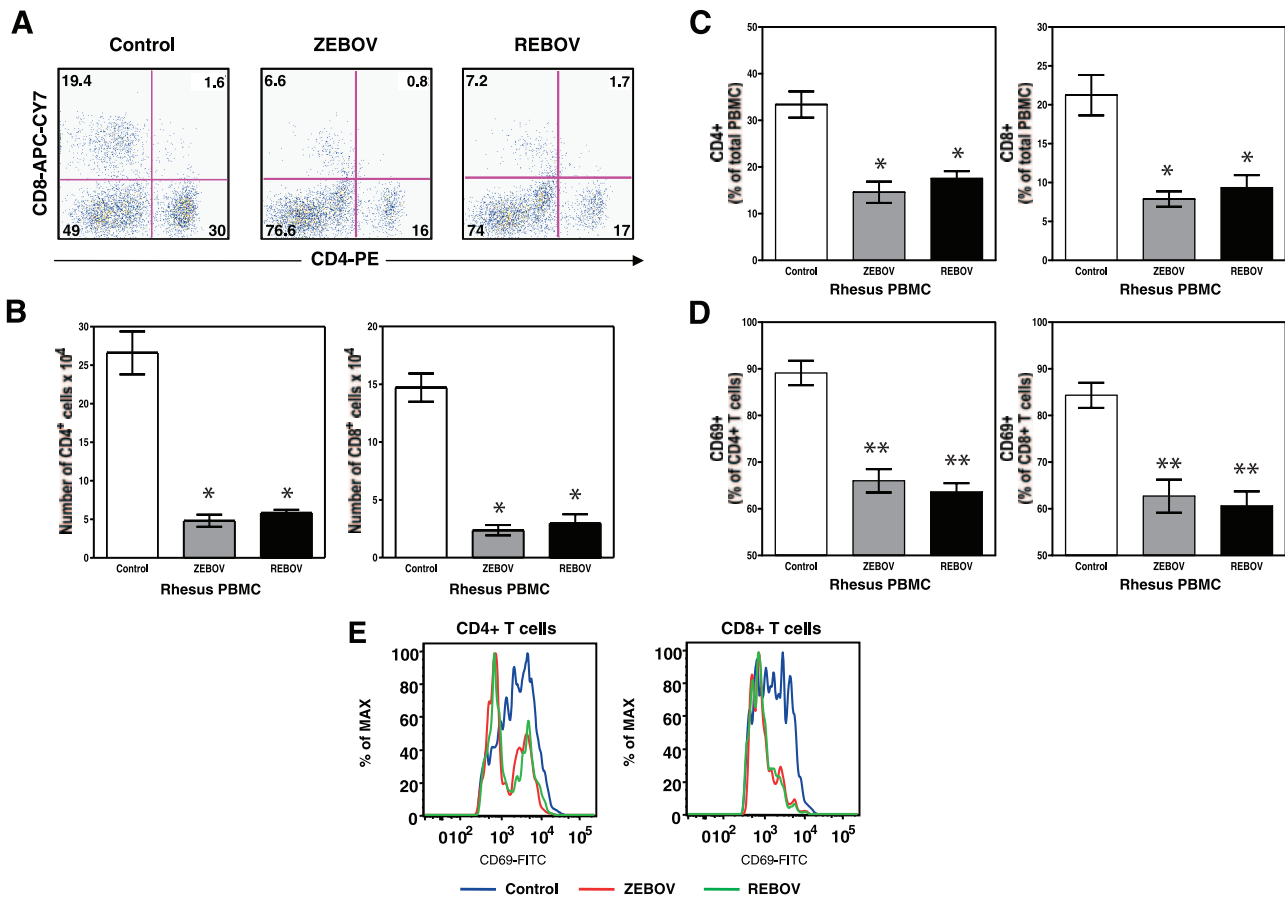 A
Control
ZEBOV
REBOV
CD8-APC-CY7
19.4
1.6
49
30
6.6
0.8
76.6
16
7.2
1.7
74
17
CD4-PE
B
Number of CD4+ cells x 10^4
30
25
20
15
10
5
0
Control
ZEBOV
REBOV
*
*
Rhesus PBMC
Number of CD8+ cells x 10^4
20
15
10
5
0
*
*
Control
ZEBOV
REBOV
Rhesus PBMC
C
CD4+
(% of total PBMC)
50
40
30
20
10
0
*
*
Control
ZEBOV
REBOV
Rhesus PBMC
CD8+
(% of total PBMC)
30
25
20
15
10
5
0
*
*
Control
ZEBOV
REBOV
Rhesus PBMC
D
CD69+
(% of CD4+ T cells)
100
90
80
70
60
50
**
**
Control
ZEBOV
REBOV
Rhesus PBMC
CD69+
(% of CD8+ T cells)
100
90
80
70
60
50
**
**
Control
ZEBOV
REBOV
Rhesus PBMC
E
CD4+ T cells
% of MAX
100
80
60
40
20
0
0 10^2 10^3 10^4 10^5
CD69-FITC
CD8+ T cells
% of MAX
100
80
60
40
20
0
0 10^2 10^3 10^4 10^5
CD69-FITC
Control
ZEBOV
REBOV